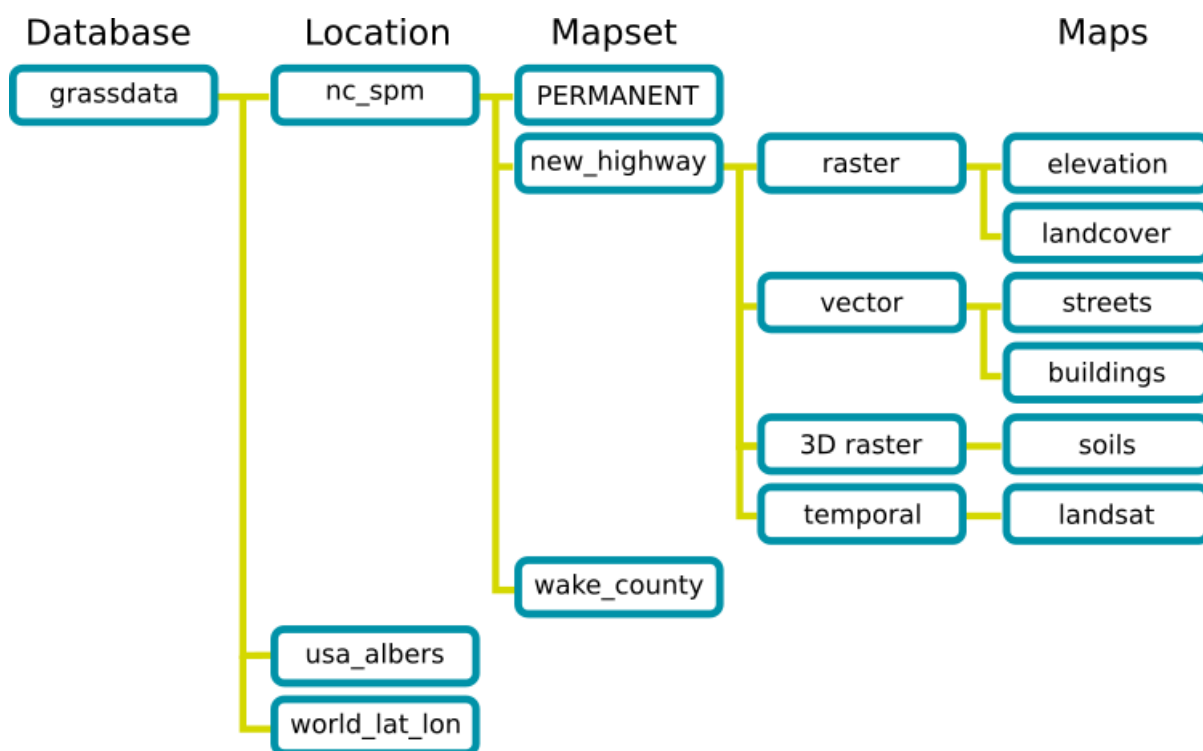 Database Location Mapset Maps
grassdata nc_spm PERMANENT
new_highway raster elevation
landcover
vector streets
buildings
3D raster soils
temporal landsat
wake_county
usa_albers
world_lat_lon